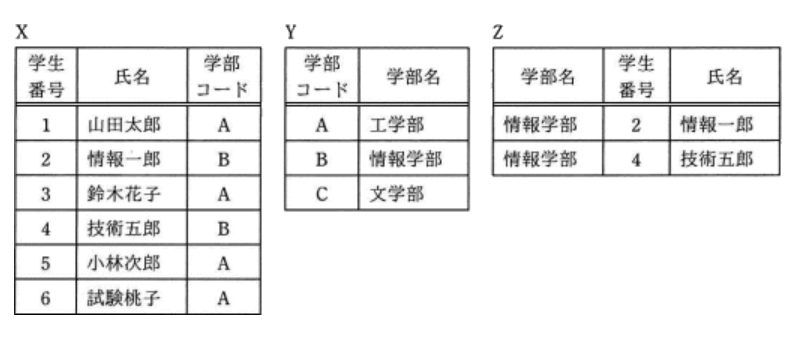 X
学生番号 氏名 学部コード
1 山田太郎 A
2 情報一郎 B
3 鈴木花子 A
4 技術五郎 B
5 小林次郎 A
6 試験桃子 A
Y
学部コード 学部名
A 工学部
B 情報学部
C 文学部
Z
学部名 学生番号 氏名
情報学部 2 情報一郎
情報学部 4 技術五郎